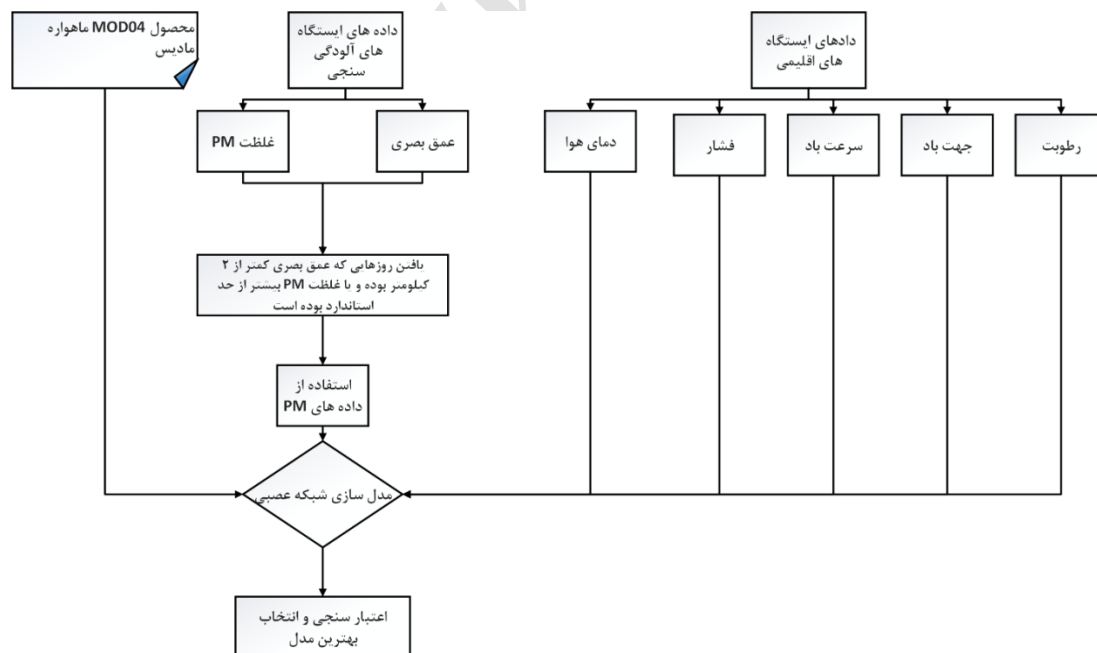 محصول MOD04 ماهواره
مادیس
داده های ایستگاه
های آلودگی
سنجی
دادهای ایستگاه
های اقلیمی
غلظت PM
عمق بصری
دمای هوا
فشار
سرعت باد
جهت باد
رطوبت
یافتن روزهایی که عمق بصری کمتر از ۲
کیلومتر بوده و یا غلظت PM بیشتر از حد
استاندارد بوده است
استفاده از
داده های PM
مدل سازی شبکه عصبی
اعتبار سنجی و انتخاب
بهترین مدل